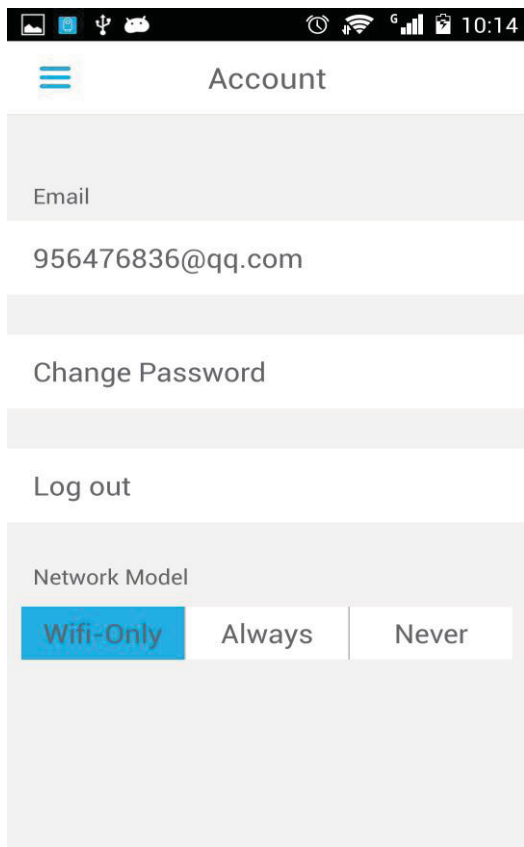 G 10:14
Account
Email
956476836@qq.com
Change Password
Log out
Network Model
Wifi-Only Always Never